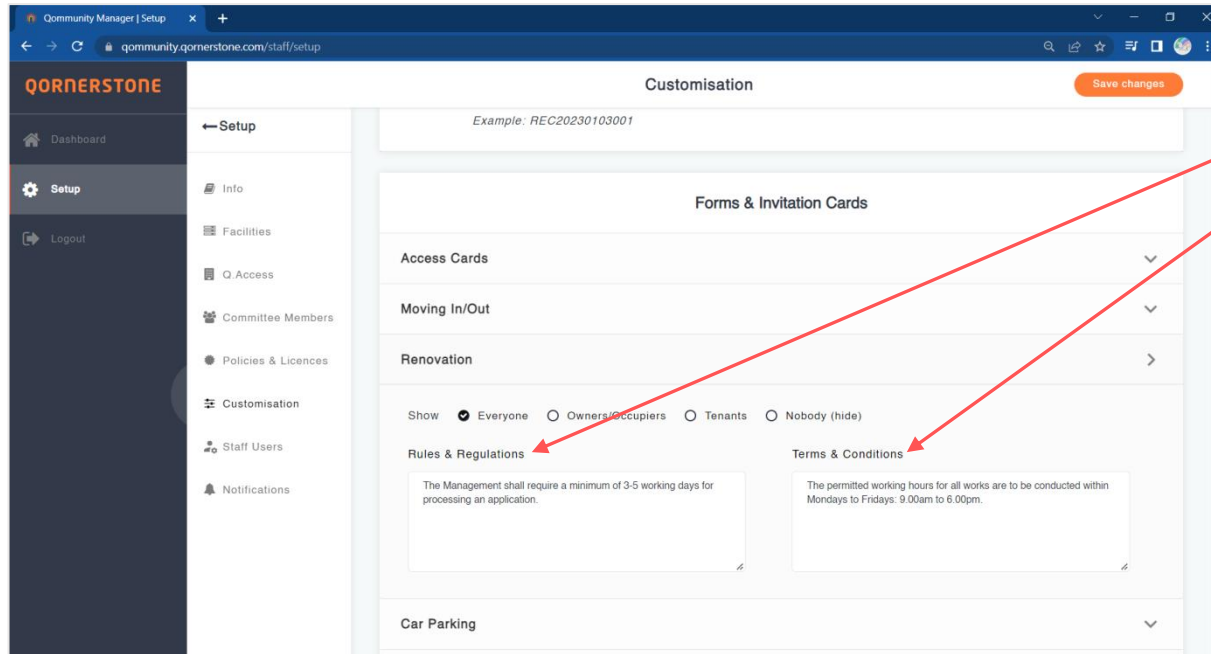 Qommunity Manager | Setup
qommunity.qornerstone.com/staff/setup
QORNERSTONE
Customisation
Save changes
Dashboard
Setup
Logout
←Setup
Info
Facilities
Q.Access
Committee Members
Policies & Licences
Customisation
Staff Users
Notifications
Example: REC20230103001
Forms & Invitation Cards
Access Cards
Moving In/Out
Renovation
Show Everyone Owners/Occupiers Tenants Nobody (hide)
Rules & Regulations
The Management shall require a minimum of 3-5 working days for
processing an application.
Terms & Conditions
The permitted working hours for all works are to be conducted within
Mondays to Fridays: 9.00am to 6.00pm.
Car Parking